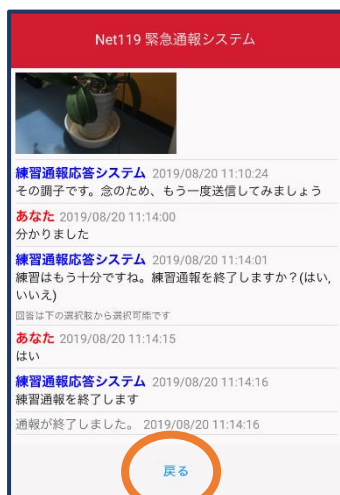 Net119 緊急通報システム
練習通報応答システム 2019/08/20 11:10:24
その調子です。念のため、もう一度送信してみましょう
あなた 2019/08/20 11:14:00
分かりました
練習通報応答システム 2019/08/20 11:14:01
練習はもう十分ですね。練習通報を終了しますか？(はい,
いいえ)
回答は下の選択肢から選択可能です
あなた 2019/08/20 11:14:15
はい
練習通報応答システム 2019/08/20 11:14:16
練習通報を終了します
通報が終了しました。 2019/08/20 11:14:16
戻る